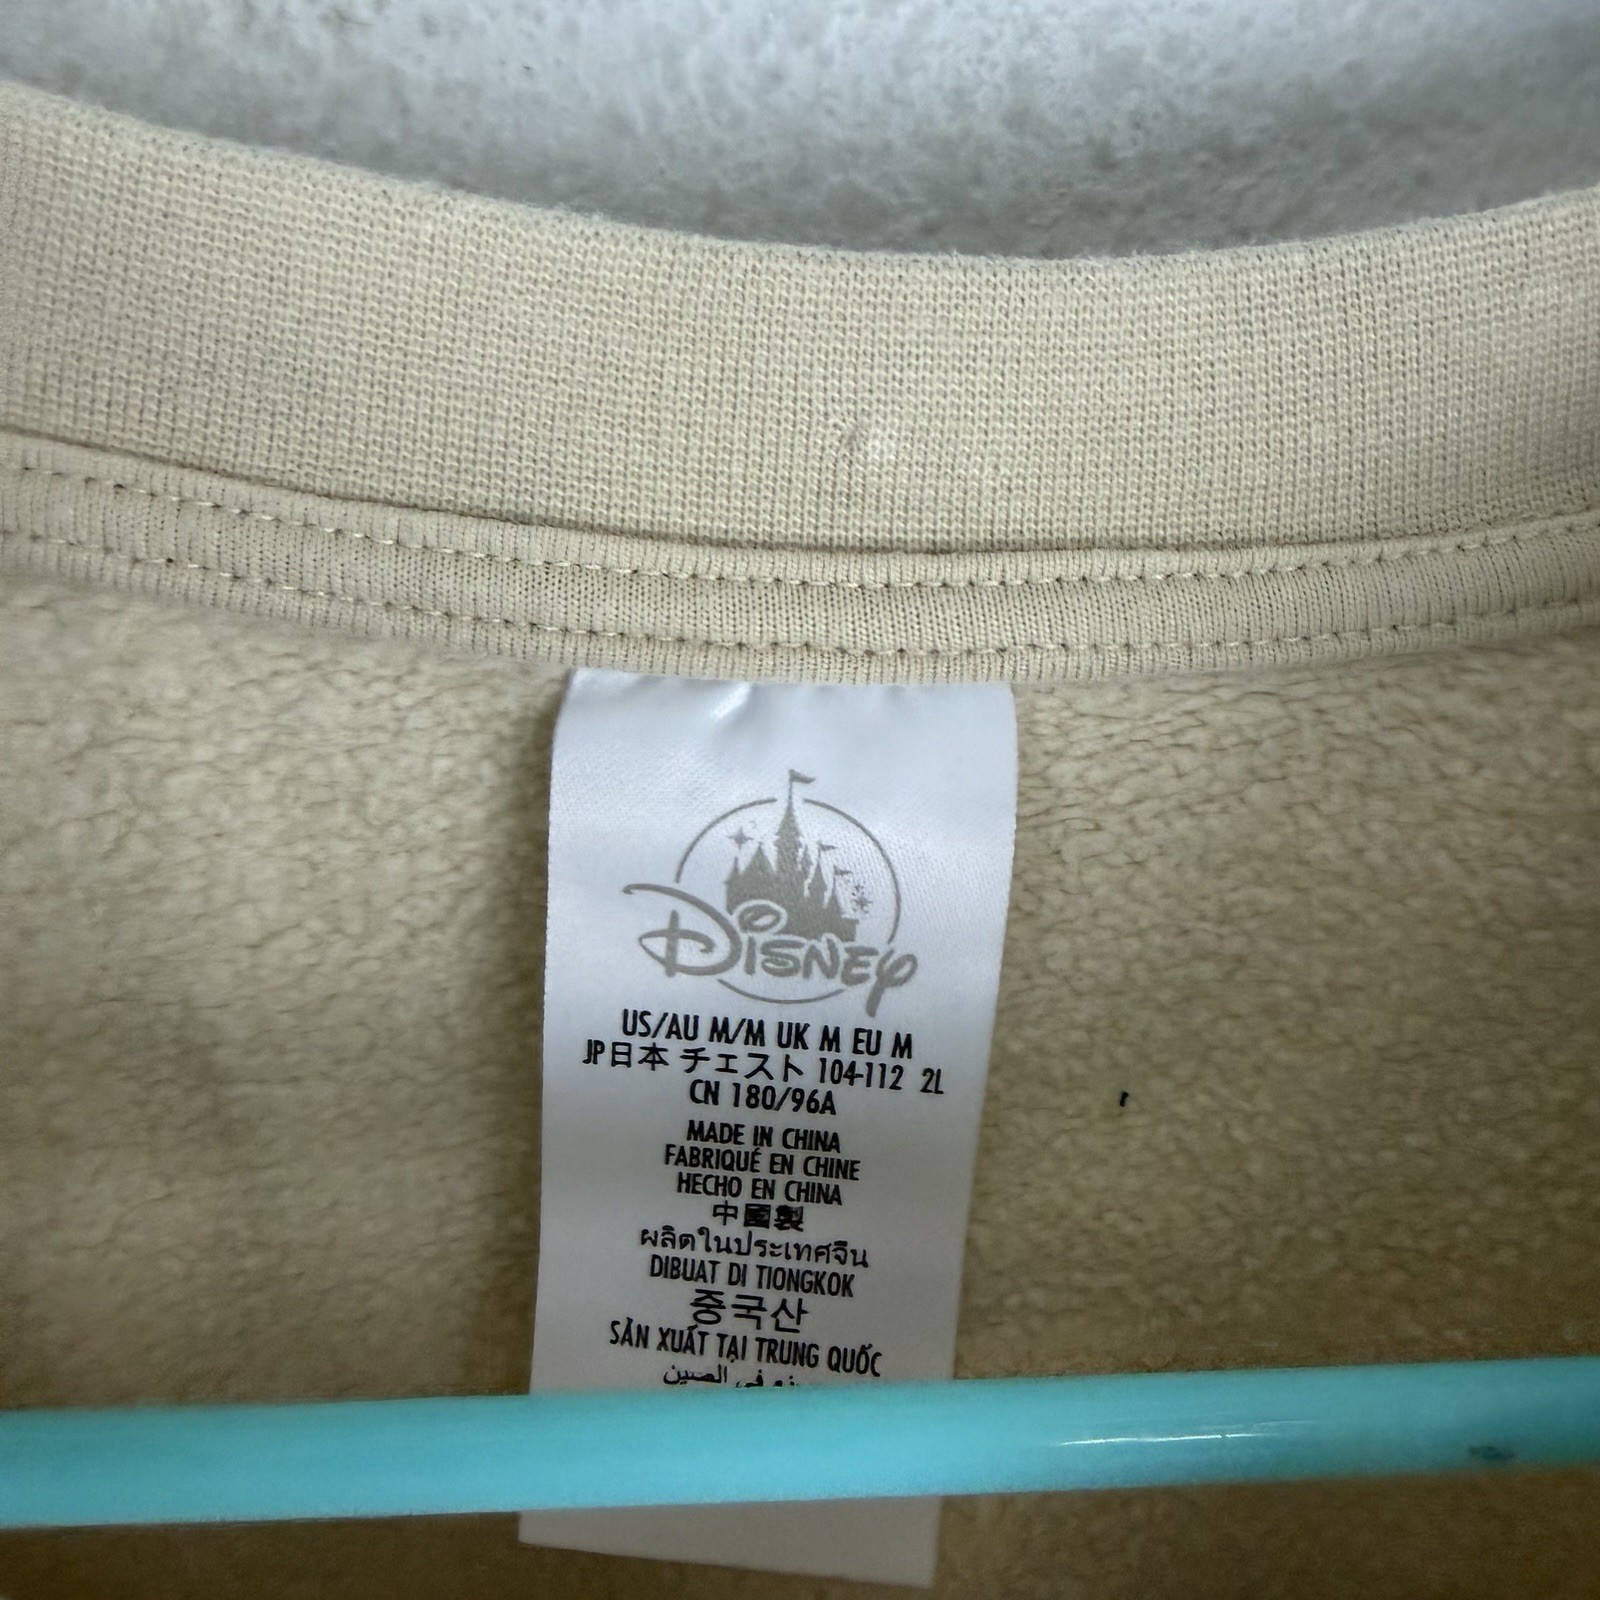 Disney
US/AU M/M UK M EU M
JP日本 チェスト 104-112 2L
CN 180/96A
MADE IN CHINA
FABRIQUÉ EN CHINE
HECHO EN CHINA
中國製
ผลิตในประเทศจีน
DIBUAT DI TIONGKOK
중국산
SẢN XUẤT TẠI TRUNG QUỐC
في الصين